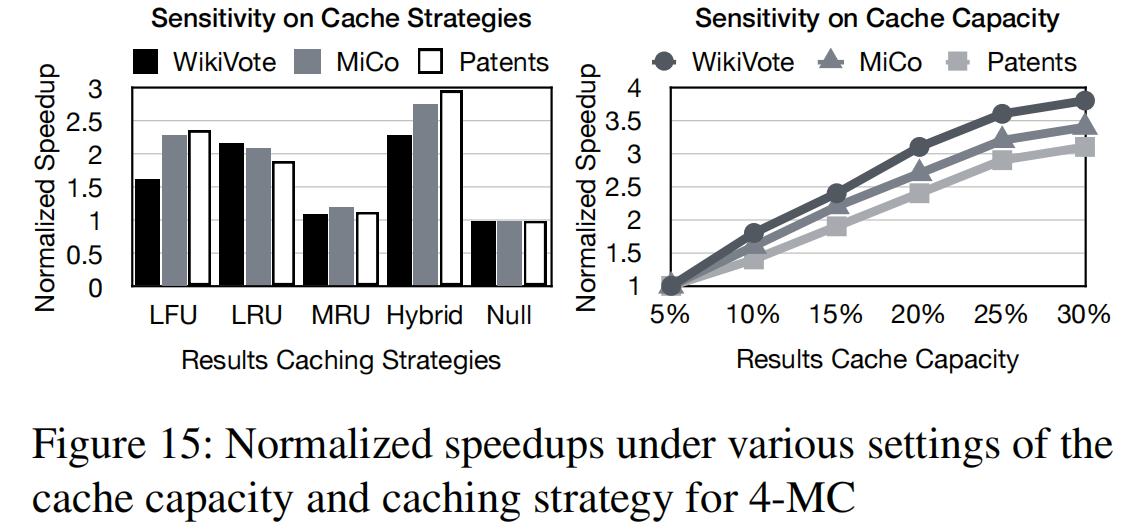 Sensitivity on Cache Strategies
WikiVote MiCo Patents
Normalized Speedup
3
2.5
2
1.5
1
0.5
0
LFU LRU MRU Hybrid Null
Results Caching Strategies
Sensitivity on Cache Capacity
WikiVote MiCo Patents
Normalized Speedup
4
3.5
3
2.5
2
1.5
1
5% 10% 15% 20% 25% 30%
Results Cache Capacity
Figure 15: Normalized speedups under various settings of the
cache capacity and caching strategy for 4-MC